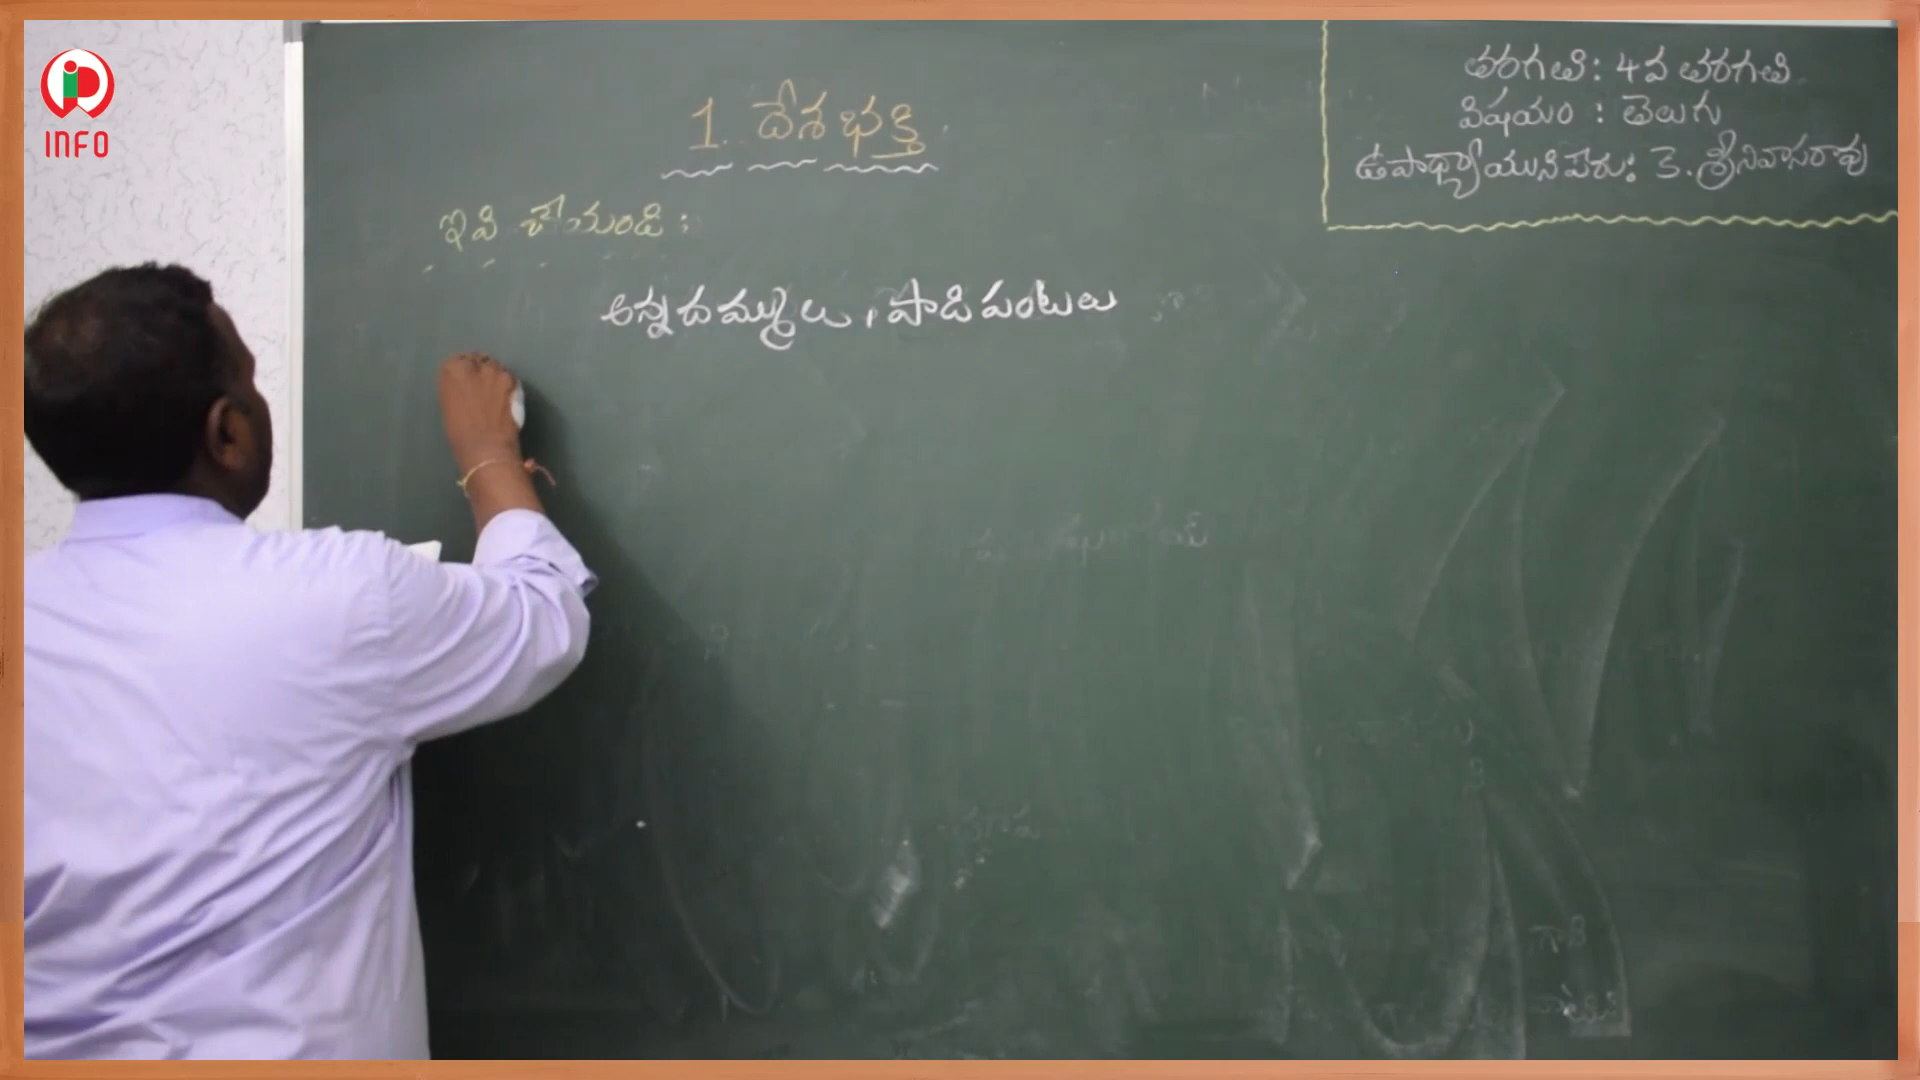 INFO
తరగతి: 4వ తరగతి
విషయం : తెలుగు
ఉపాధ్యాయుని పేరు: కె. శ్రీనివాసరావు
1. దేశభక్తి
ఇవి చేయండి :
అన్నదమ్ములు, పాడిపంటలు